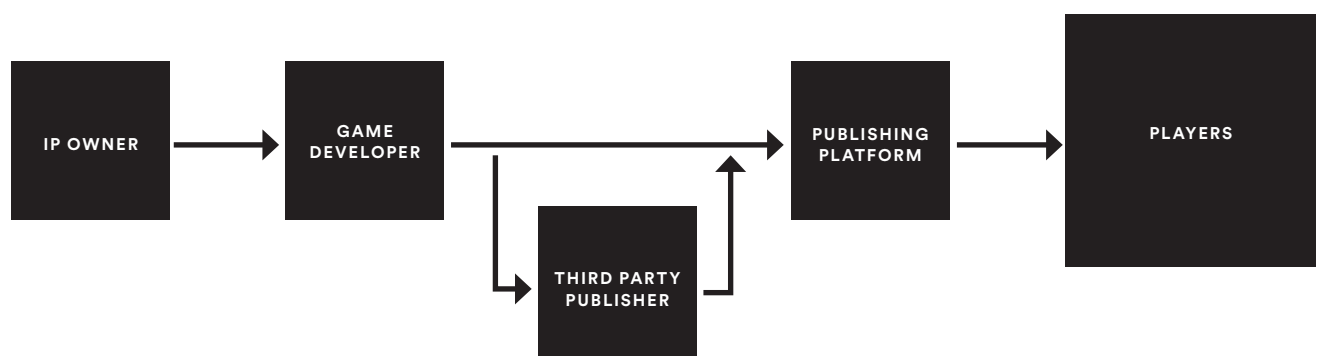 IP OWNER
GAME
DEVELOPER
PUBLISHING
PLATFORM
PLAYERS
THIRD PARTY
PUBLISHER